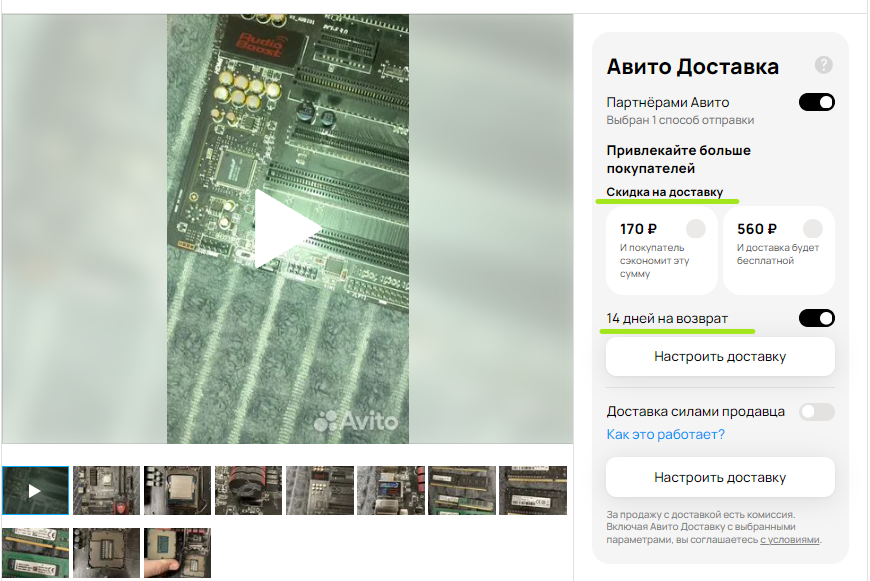 Audio
Boost
Avito
Авито Доставка
?
Партнёрами Авито
Выбран 1 способ отправки
Привлекайте больше
покупателей
Скидка на доставку
170 ₽
И покупатель
сэкономит эту
сумму
560 ₽
И доставка будет
бесплатной
14 дней на возврат
Настроить доставку
Доставка силами продавца
Как это работает?
Настроить доставку
За продажу с доставкой есть комиссия.
Включая Авито Доставку с выбранными
параметрами, вы соглашаетесь с условиями.